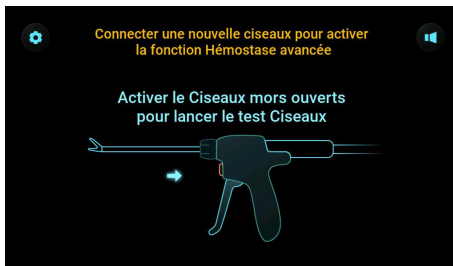 Connecter une nouvelle ciseaux pour activer
la fonction Hémostase avancée
Activer le Ciseaux mors ouverts
pour lancer le test Ciseaux